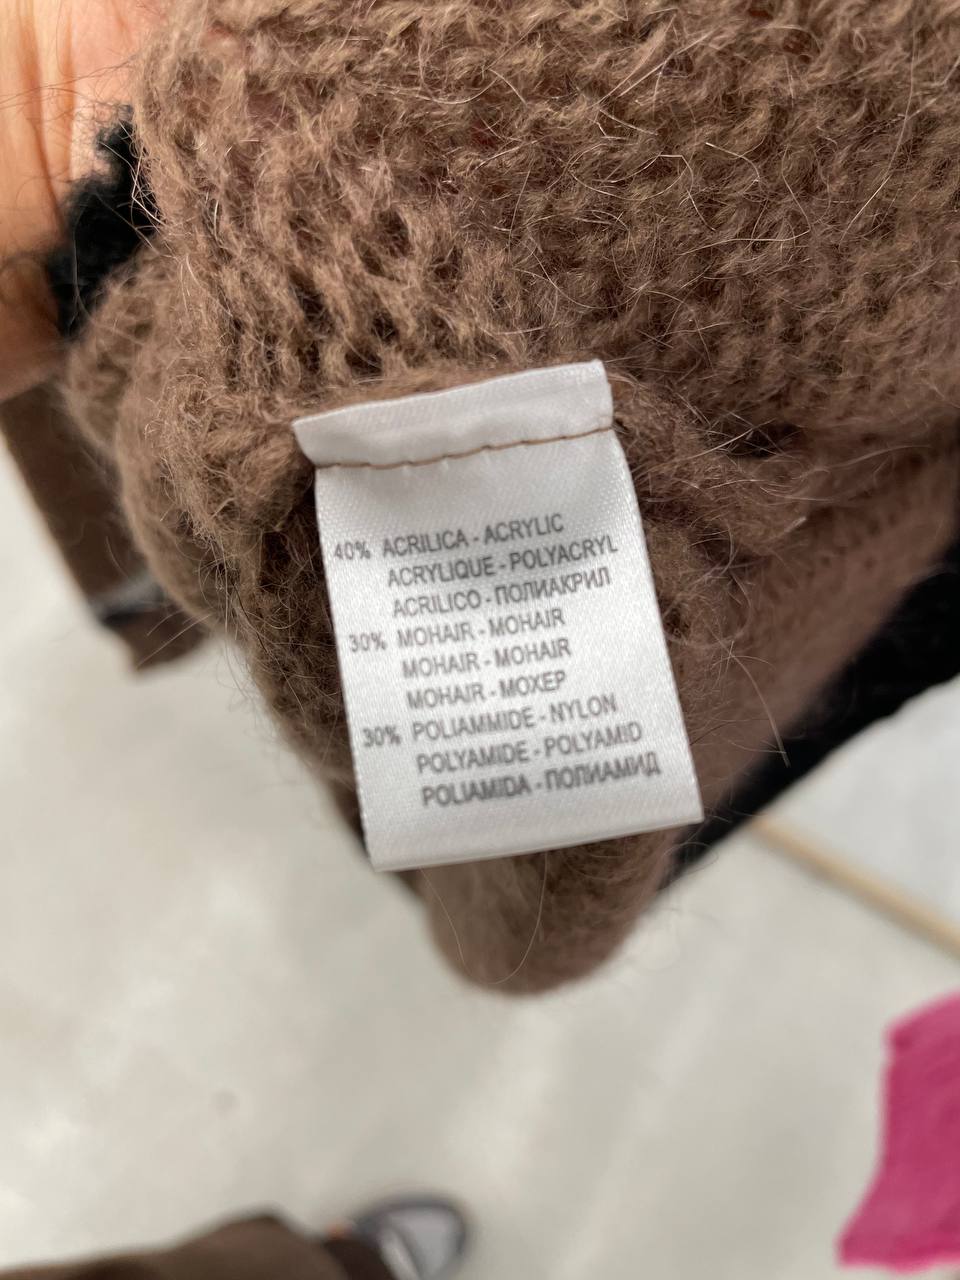 40% ACRILICA - ACRYLIC
ACRYLIQUE - POLYACRYL
ACRILICO - ПОЛИАКРИЛ
30% MOHAIR - MOHAIR
MOHAIR - MOHAIR
MOHAIR - МОХЕР
30% POLIAMMIDE - NYLON
POLYAMIDE - POLYAMID
POLIAMIDA - ПОЛИАМИД